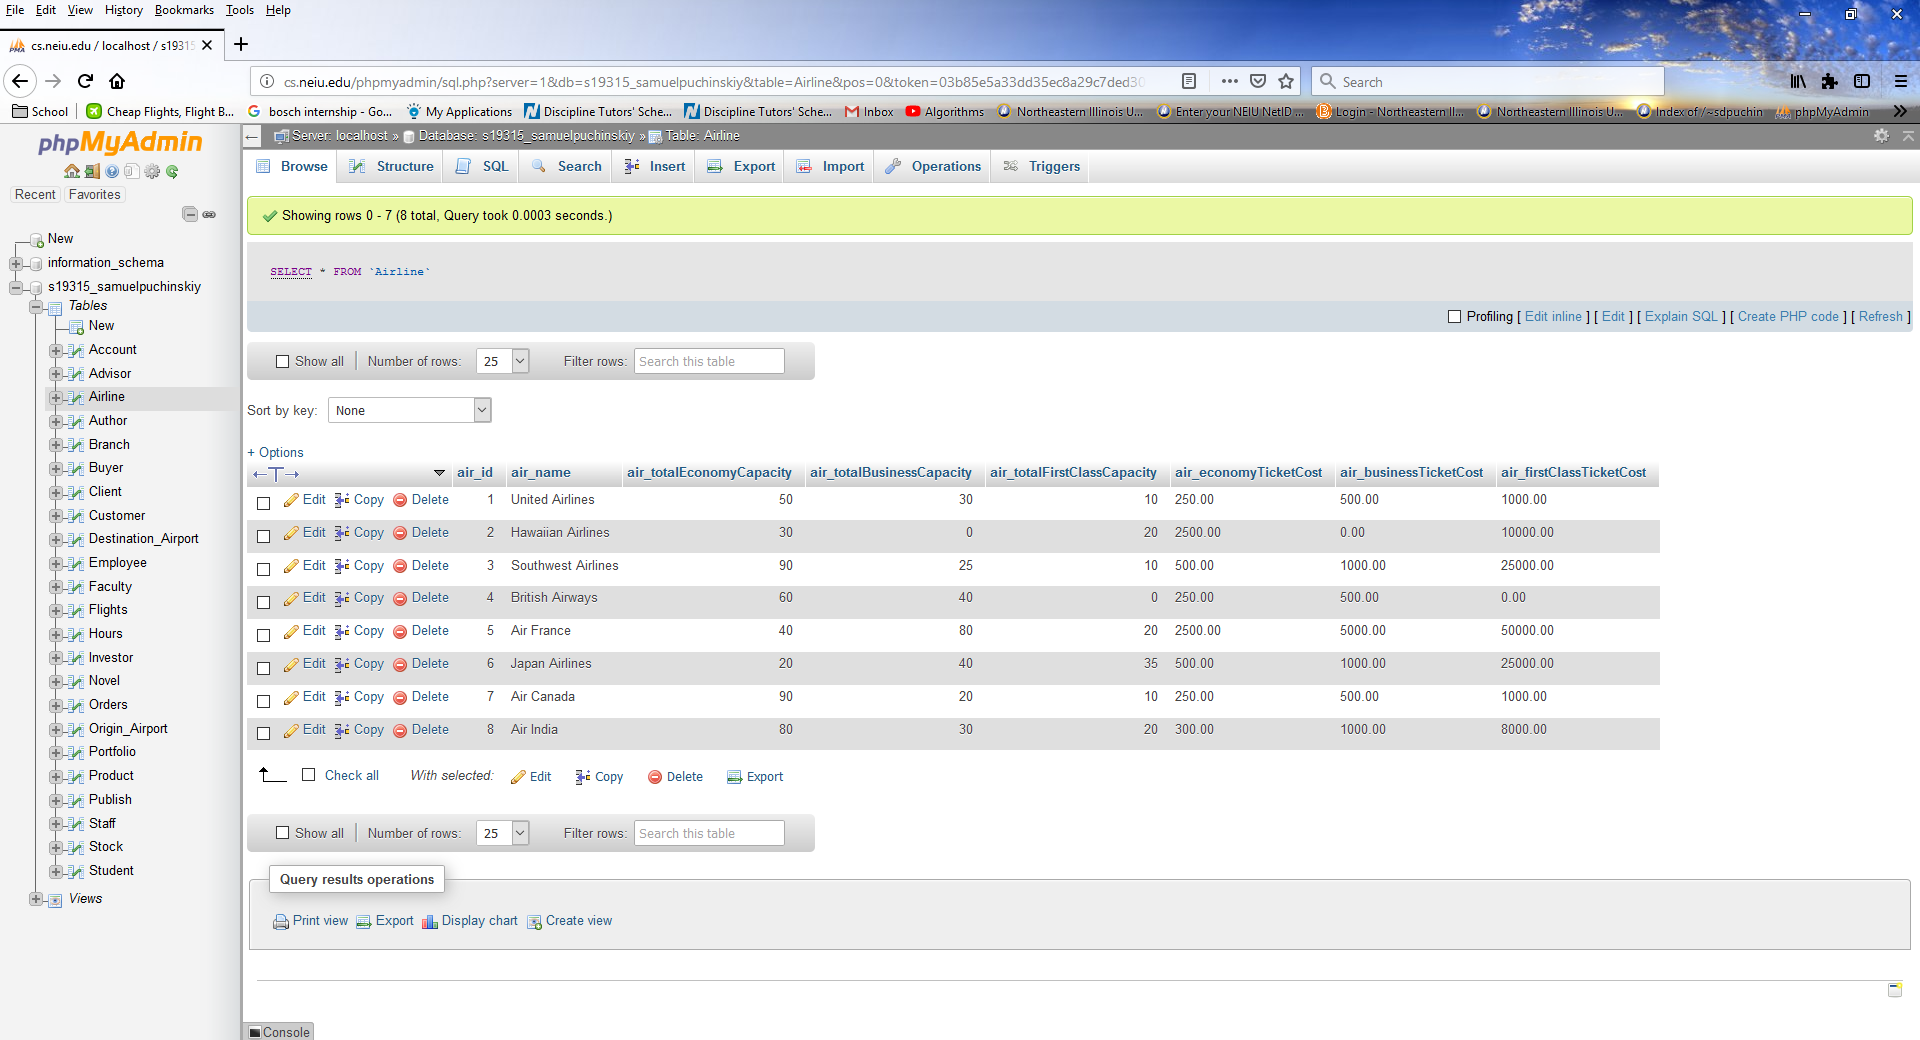 File Edit View History Bookmarks Tools Help
cs.neiu.edu / localhost / s19315
cs.neiu.edu/phpmyadmin/sql.php?server=1&db=s19315_samuelpuchinskiy&table=Airline&pos=0&token=03b85e5a33dd35ec8a29c7ded30
Search
School Cheap Flights, Flight B... bosch internship - Go... My Applications Discipline Tutors' Sche... Discipline Tutors' Sche... Inbox Algorithms Northeastern Illinois U... Enter your NEIU NetID ... Login - Northeastern Il... Northeastern Illinois U... Index of /~sdpuchin phpMyAdmin
phpMyAdmin
Recent Favorites
New
information_schema
s19315_samuelpuchinskiy
Tables
New
Account
Advisor
Airline
Author
Branch
Buyer
Client
Customer
Destination_Airport
Employee
Faculty
Flights
Hours
Investor
Novel
Orders
Origin_Airport
Portfolio
Product
Publish
Staff
Stock
Student
Views
Server: localhost » Database: s19315_samuelpuchinskiy » Table: Airline
Browse Structure SQL Search Insert Export Import Operations Triggers
Showing rows 0 - 7 (8 total, Query took 0.0003 seconds.)
SELECT * FROM `Airline`
Profiling [ Edit inline ] [ Edit ] [ Explain SQL ] [ Create PHP code ] [ Refresh ]
Show all Number of rows: 25 Filter rows: Search this table
Sort by key: None
+ Options
air_id air_name air_totalEconomyCapacity air_totalBusinessCapacity air_totalFirstClassCapacity air_economyTicketCost air_businessTicketCost air_firstClassTicketCost
Edit Copy Delete 1 United Airlines 50 30 10 250.00 500.00 1000.00
Edit Copy Delete 2 Hawaiian Airlines 30 0 20 2500.00 0.00 10000.00
Edit Copy Delete 3 Southwest Airlines 90 25 10 500.00 1000.00 25000.00
Edit Copy Delete 4 British Airways 60 40 0 250.00 500.00 0.00
Edit Copy Delete 5 Air France 40 80 20 2500.00 5000.00 50000.00
Edit Copy Delete 6 Japan Airlines 20 40 35 500.00 1000.00 25000.00
Edit Copy Delete 7 Air Canada 90 20 10 250.00 500.00 1000.00
Edit Copy Delete 8 Air India 80 30 20 300.00 1000.00 8000.00
Check all With selected: Edit Copy Delete Export
Show all Number of rows: 25 Filter rows: Search this table
Query results operations
Print view Export Display chart Create view
Console